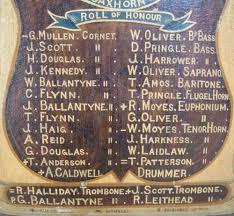 SAXHORN
ROLL OF HONOUR
-G. MULLEN. CORNET. -W. OLIVER. Bb BASS
-J. SCOTT. " -D. PRINGLE. BASS.
-H. DOUGLAS. " -J. HARROWER. "
-J. KENNEDY. " -W. OLIVER, SOPRANO
-W. BALLANTYNE. " -T. AMOS. BARITONE.
-C. FLYNN. " -T. PRINGLE. FLUGEL HORN.
-J. BALLANTYNE. " +R. MOYES, EUPHONIUM.
-T. FLYNN. " -G. OLIVER. "
-J. HAIG. " -W. MOYES, TENOR HORN.
-A. REID. " -J. HARKNESS. "
-G. DOUGLAS. " -W. LAIDLAW. "
+T. ANDERSON. " =T. PATTERSON. "
+A. CALDWELL. " DRUMMER
=R. HALLIDAY. TROMBONE +J. SCOTT. TROMBONE.
G. BALLANTYNE " R. LEITHEAD "